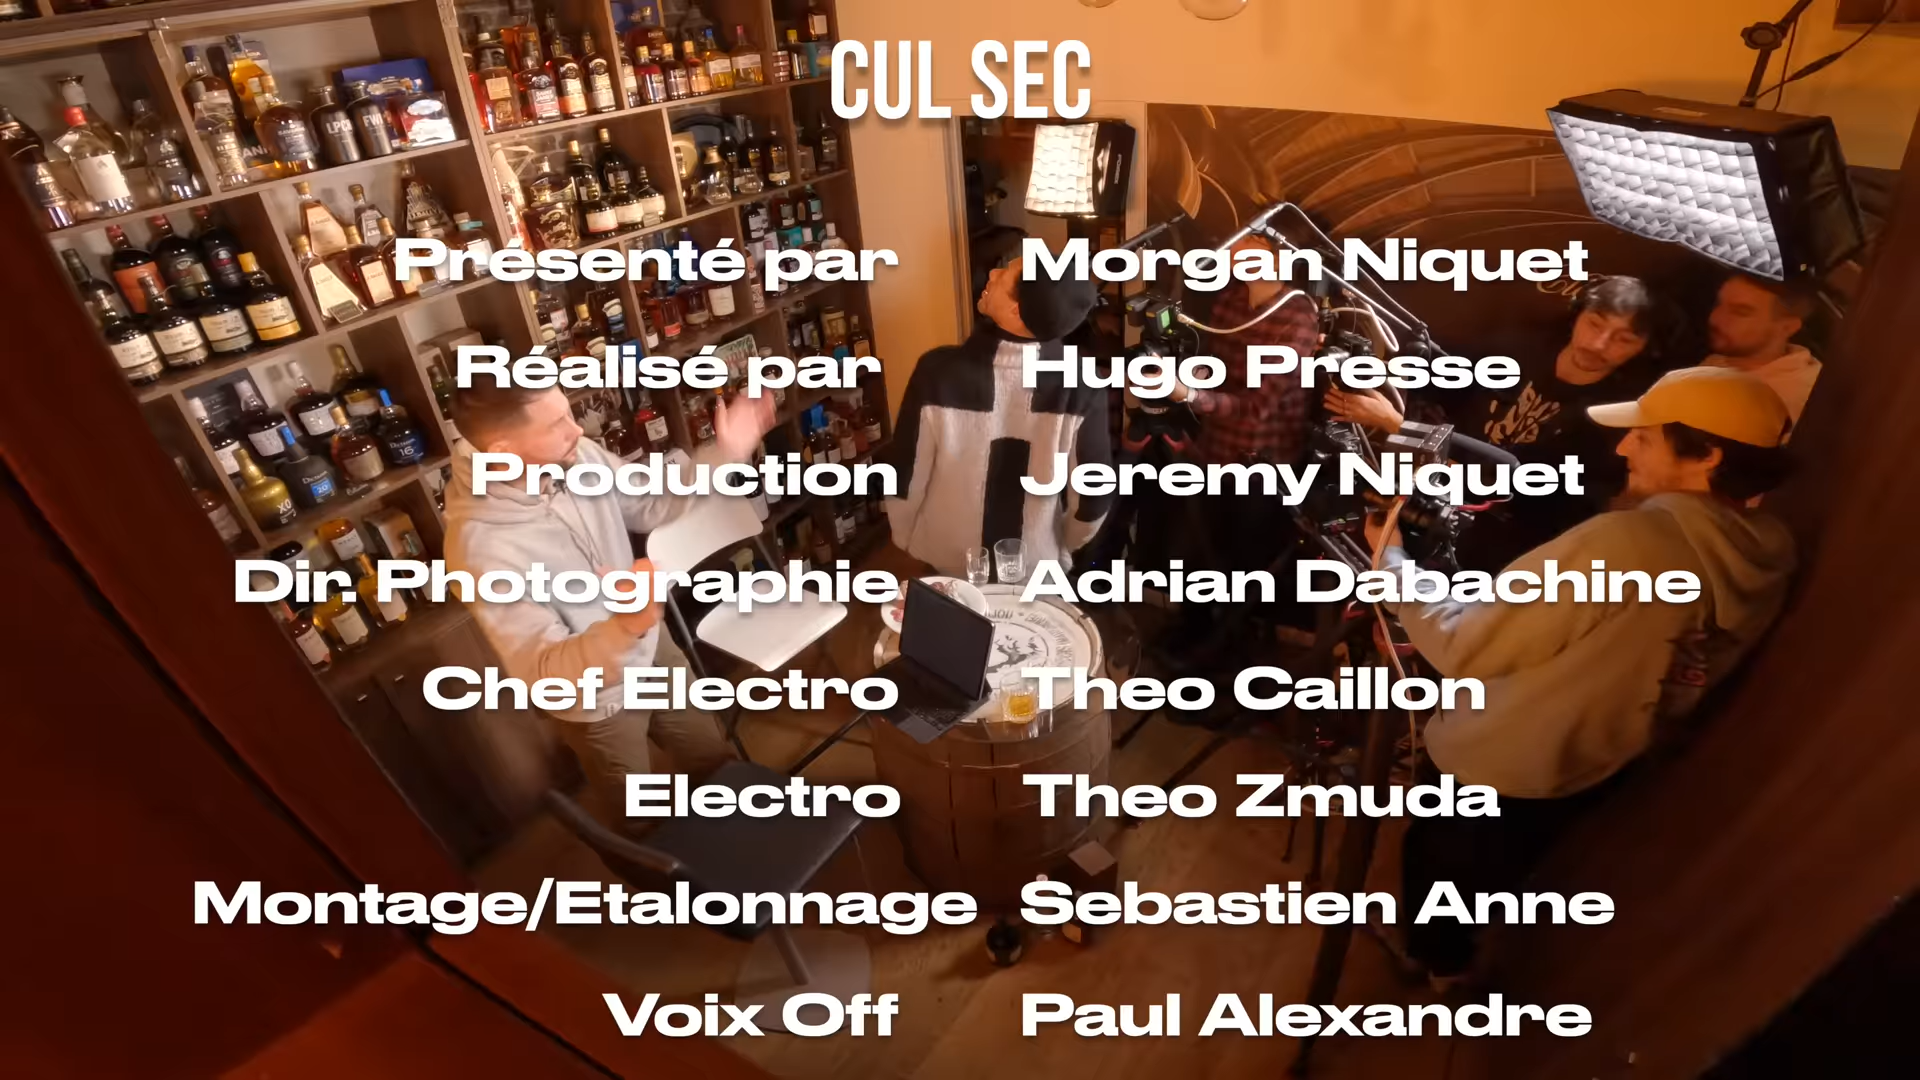 CUL SEC
Présenté par Morgan Niquet
Réalisé par Hugo Presse
Production Jeremy Niquet
Dir. Photographie Adrian Dabachine
Chef Electro Theo Caillon
Electro Theo Zmuda
Montage/Etalonnage Sebastien Anne
Voix Off Paul Alexandre